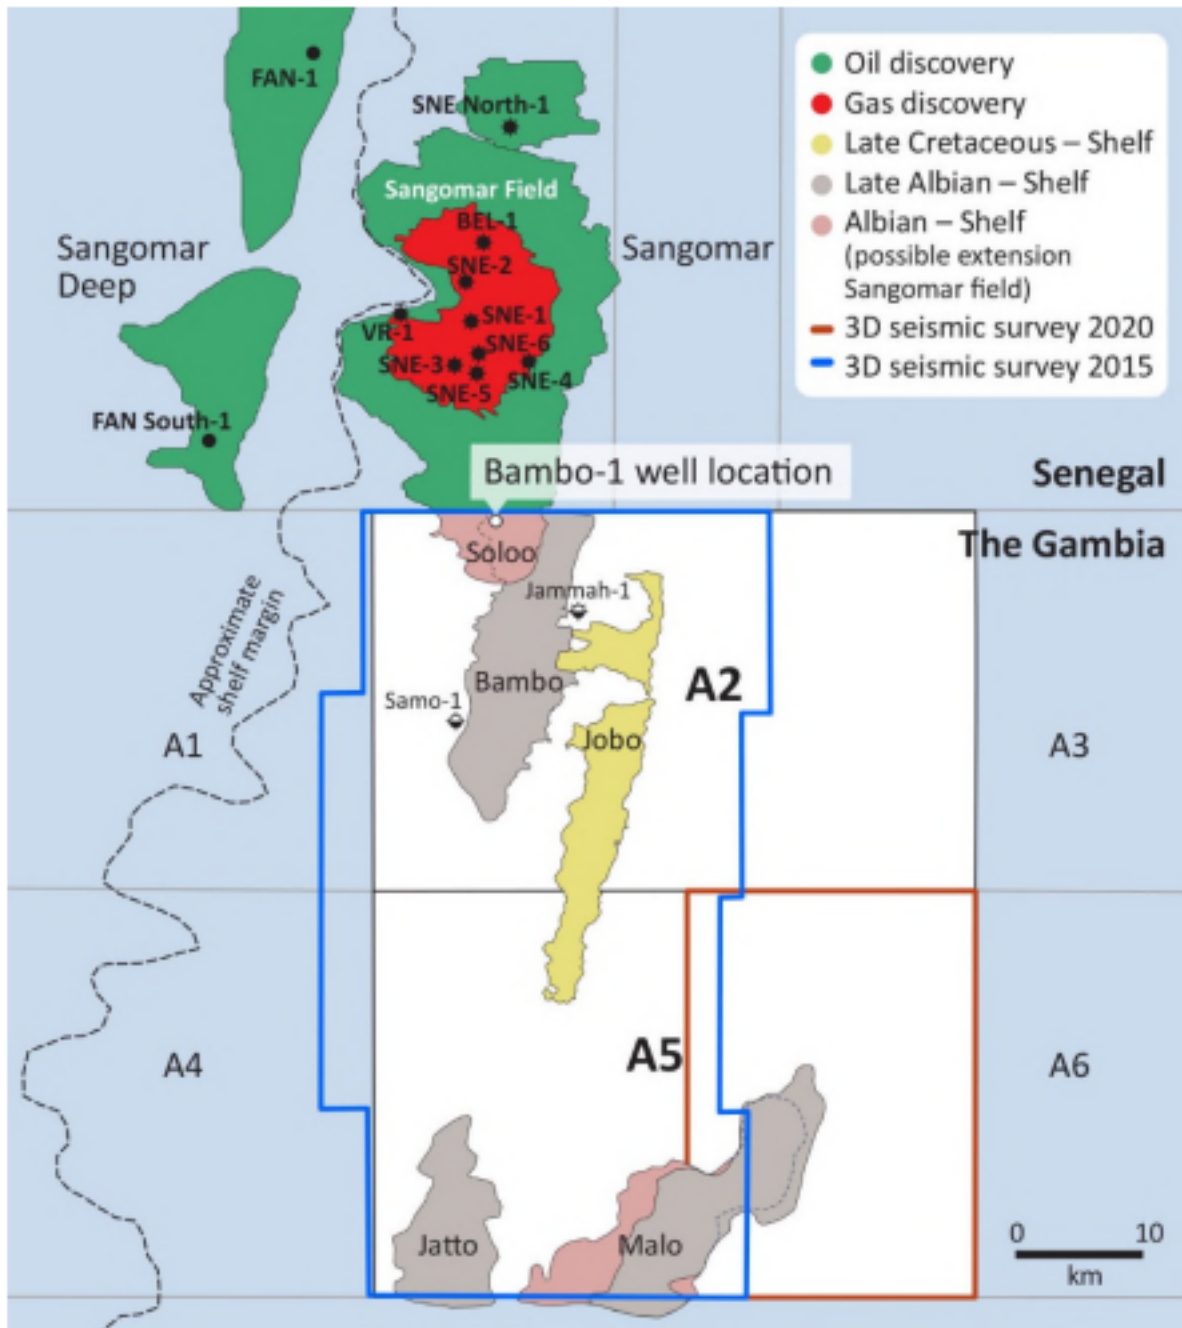 FAN-1
SNE North-1
Sangomar Field
BEL-1
SNE-2
Sangomar
Deep
Sangomar
VR-1
SNE-1
SNE-6
SNE-3
SNE-5
SNE-4
FAN South-1
Oil discovery
Gas discovery
Late Cretaceous – Shelf
Late Albian – Shelf
Albian – Shelf
(possible extension
Sangomar field)
3D seismic survey 2020
3D seismic survey 2015
Bambo-1 well location
Senegal
The Gambia
Soloo
Jammah-1
Approximate
shelf margin
Bambo
A2
Samo-1
Jobo
A1
A3
A5
A4
A6
Jatto
Malo
0 10
km